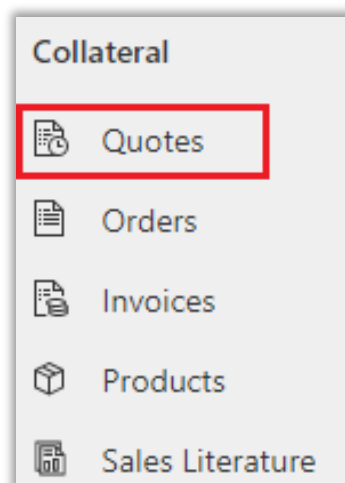 Collateral
Quotes
Orders
Invoices
Products
Sales Literature